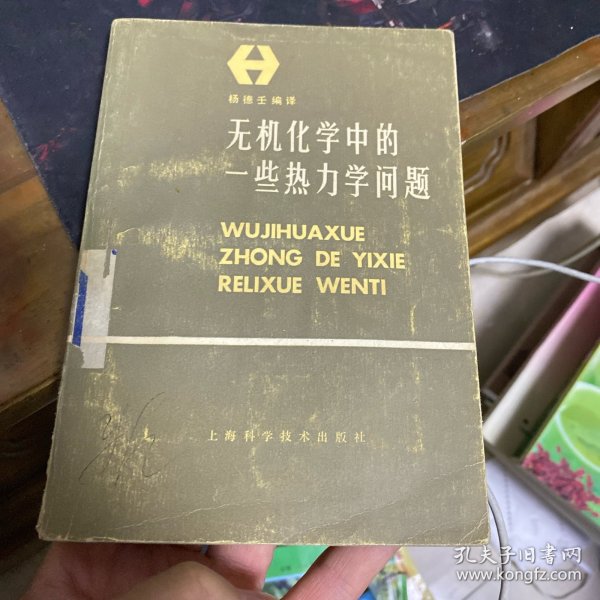 杨德壬编译
无机化学中的
一些热力学问题
WUJIHUAXUE
ZHONG DE YIXIE
RELIXUE WENTI
上海科学技术出版社
孔夫子旧书网
www.kongfz.com